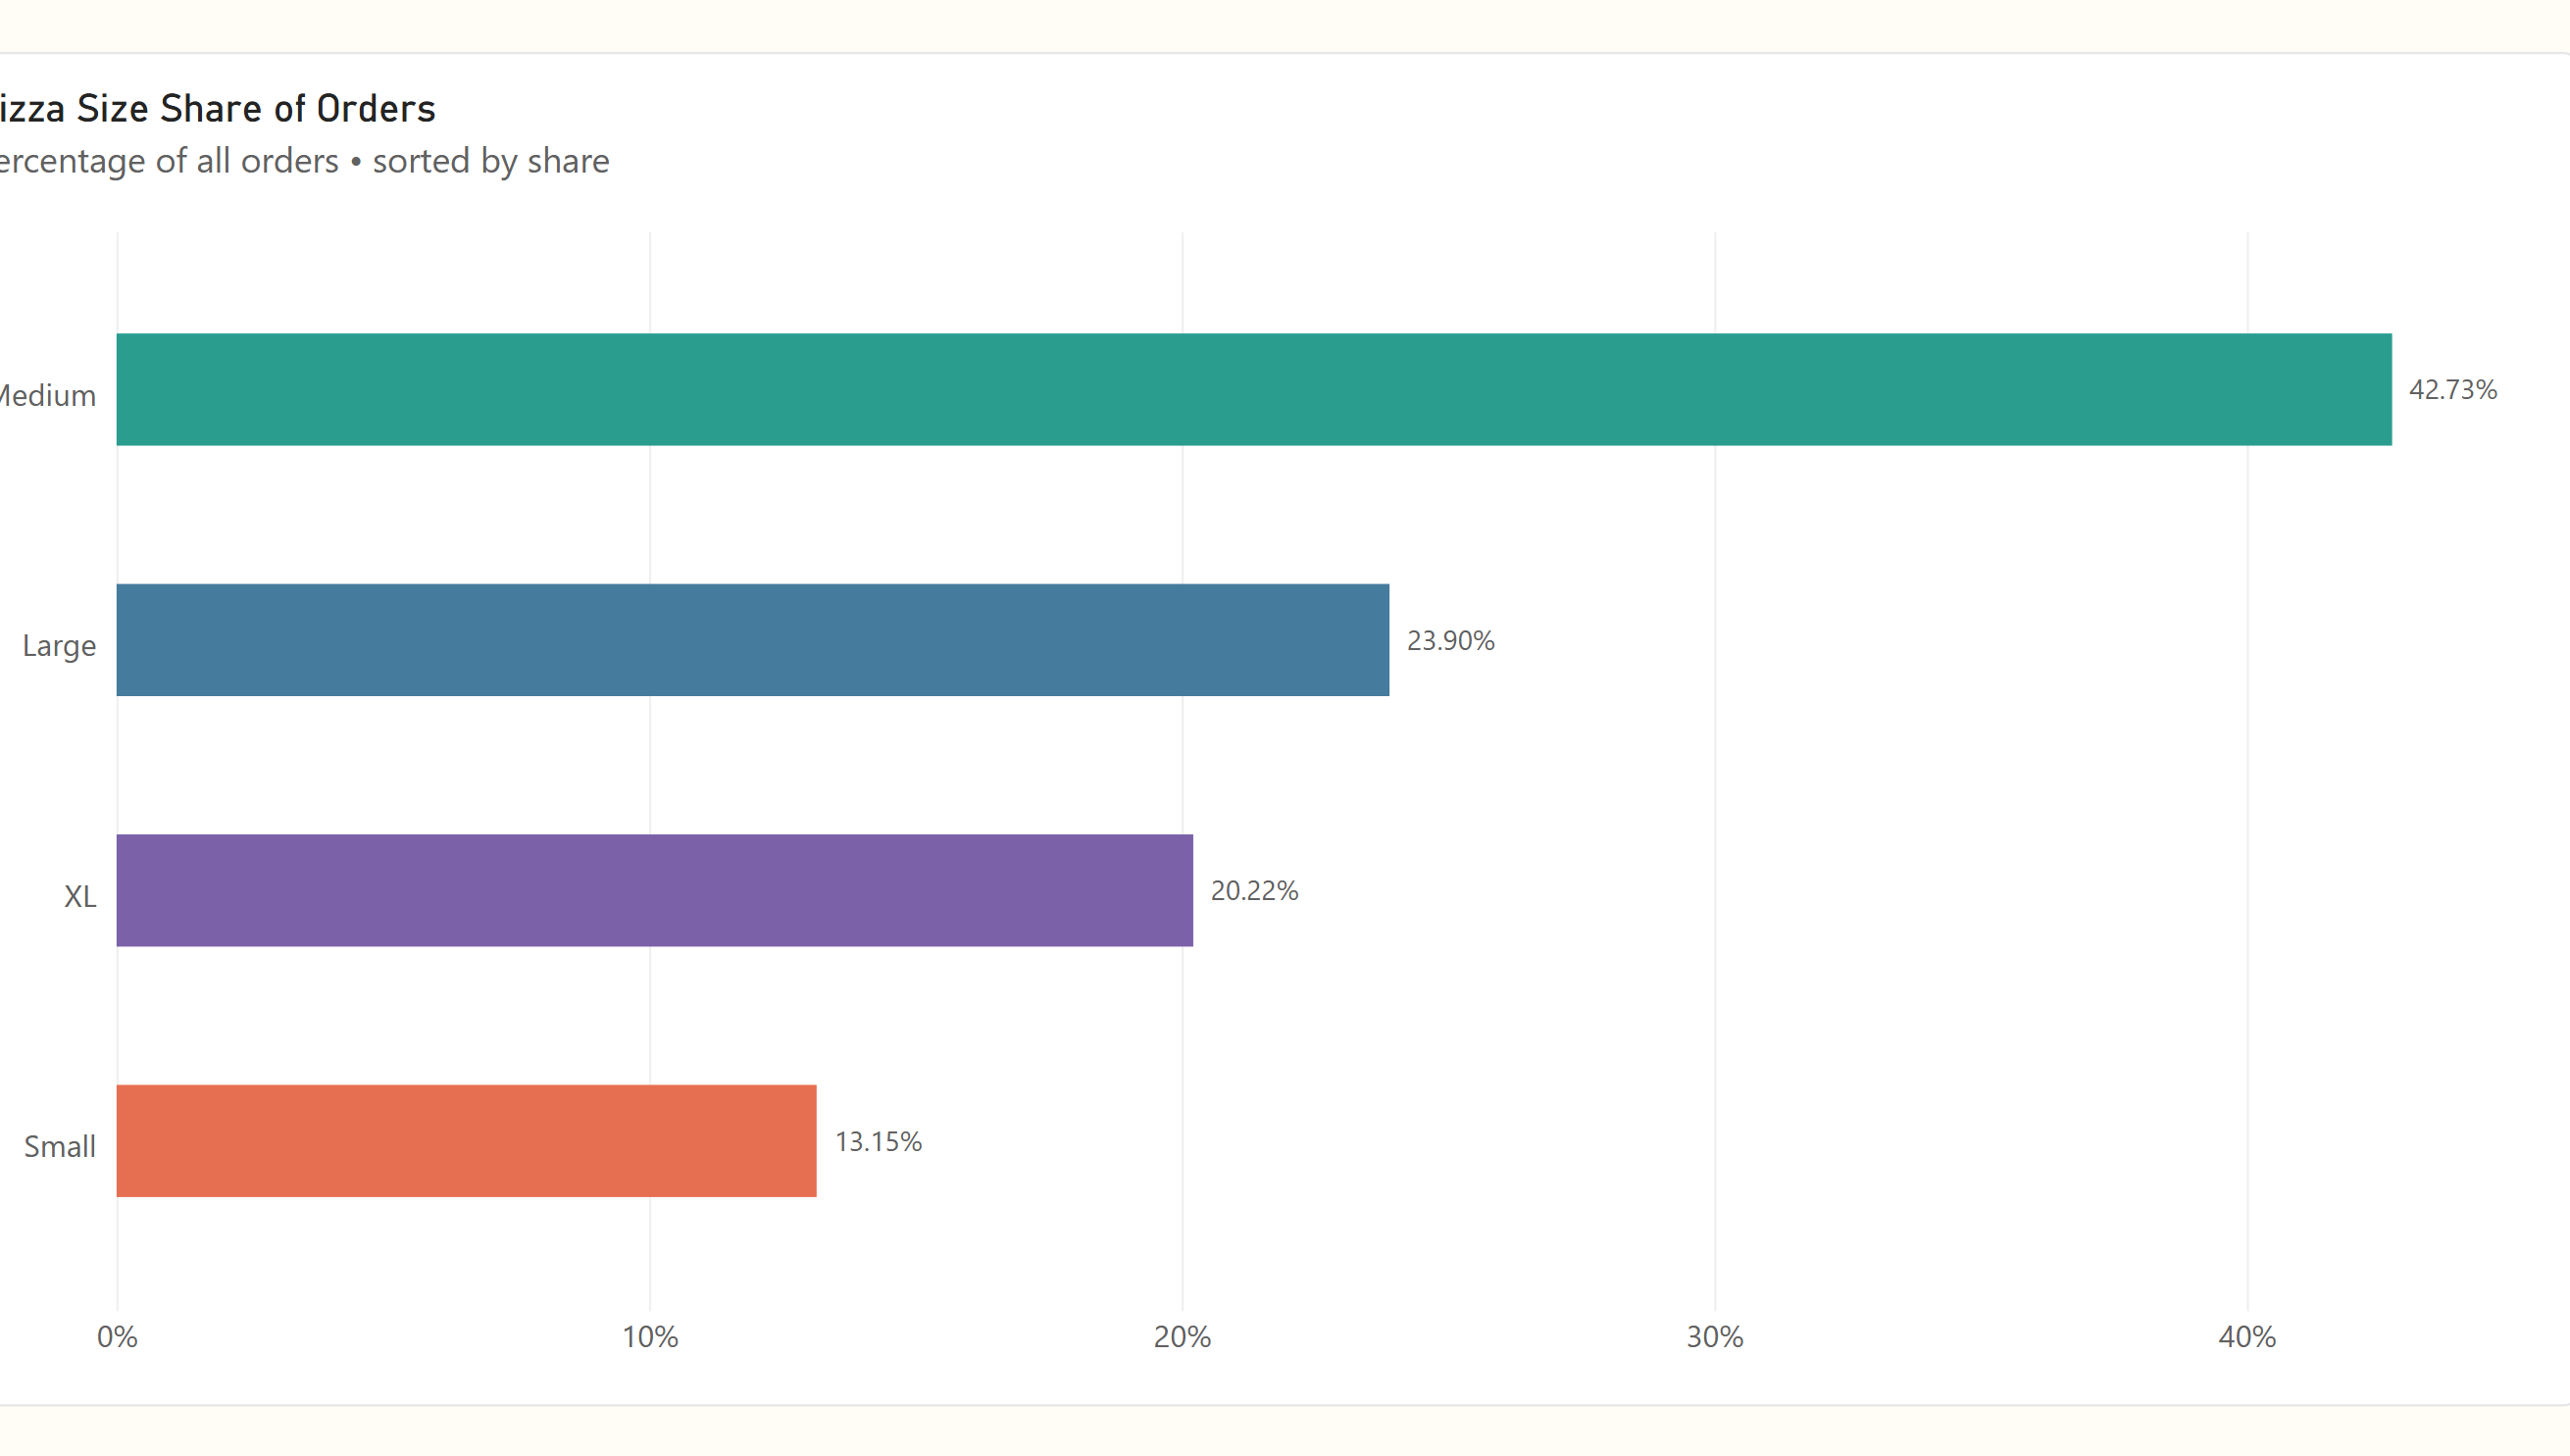 izza Size Share of Orders
ercentage of all orders • sorted by share
Medium
42.73%
Large
23.90%
XL
20.22%
Small
13.15%
0%
10%
20%
30%
40%